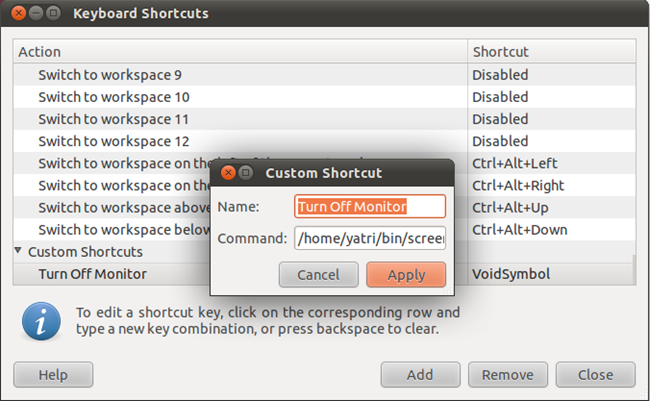 Keyboard Shortcuts
Action Shortcut
Switch to workspace 9 Disabled
Switch to workspace 10 Disabled
Switch to workspace 11 Disabled
Switch to workspace 12 Disabled
Switch to workspace on the Ctrl+Alt+Left
Switch to workspace on the Ctrl+Alt+Right
Switch to workspace above Ctrl+Alt+Up
Switch to workspace below Ctrl+Alt+Down
Custom Shortcuts
Turn Off Monitor VoidSymbol
Custom Shortcut
Name: Turn Off Monitor
Command: /home/yatri/bin/screen
Cancel Apply
To edit a shortcut key, click on the corresponding row and
type a new key combination, or press backspace to clear.
Help Add Remove Close